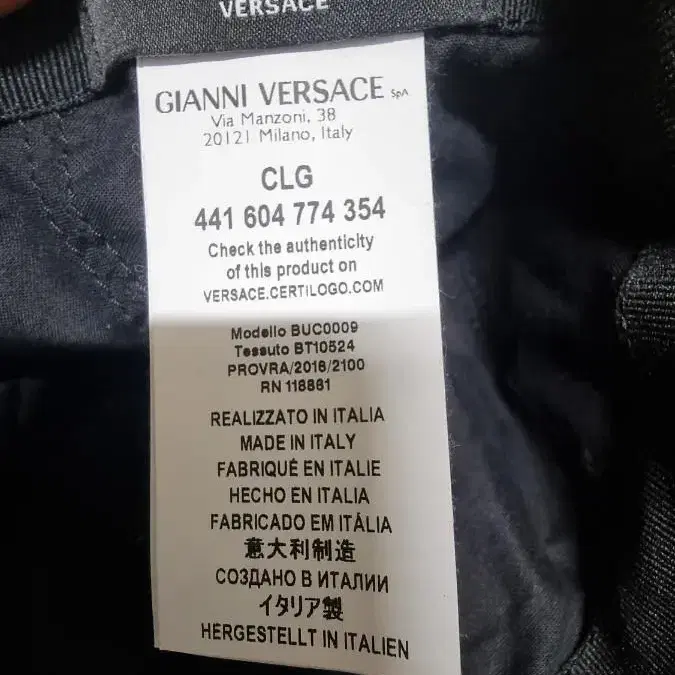 VERSACE
GIANNI VERSACE SpA
Via Manzoni, 38
20121 Milano, Italy
CLG
441 604 774 354
Check the authenticity
of this product on
VERSACE.CERTILOGO.COM
Modello BUC0009
Tessuto BT10524
PROVRA/2016/2100
RN 118861
REALIZZATO IN ITALIA
MADE IN ITALY
FABRIQUÉ EN ITALIE
HECHO EN ITALIA
FABRICADO EM ITÁLIA
意大利制造
СОЗДАНО В ИТАЛИИ
イタリア製
HERGESTELLT IN ITALIEN